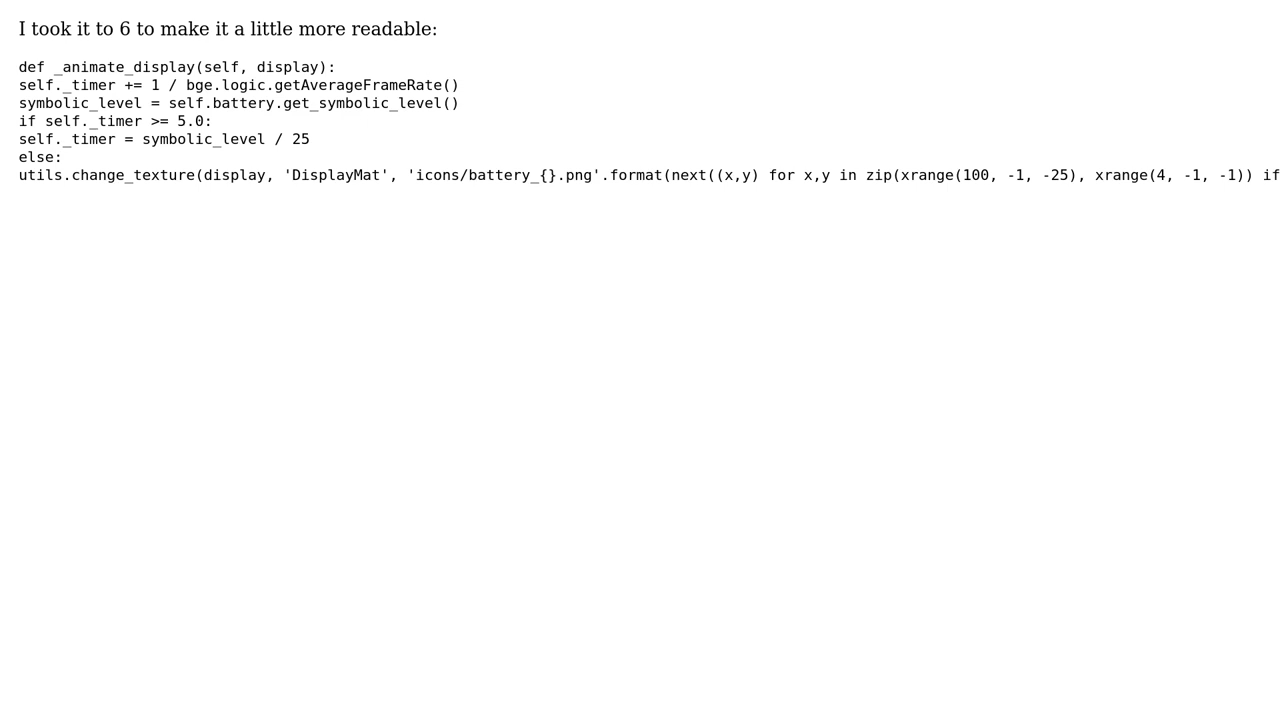 I took it to 6 to make it a little more readable:
def _animate_display(self, display):
self._timer += 1 / bge.logic.getAverageFrameRate()
symbolic_level = self.battery.get_symbolic_level()
if self._timer >= 5.0:
self._timer = symbolic_level / 25
else:
utils.change_texture(display, 'DisplayMat', 'icons/battery_{}.png'.format(next((x,y) for x,y in zip(xrange(100, -1, -25), xrange(4, -1, -1)) if